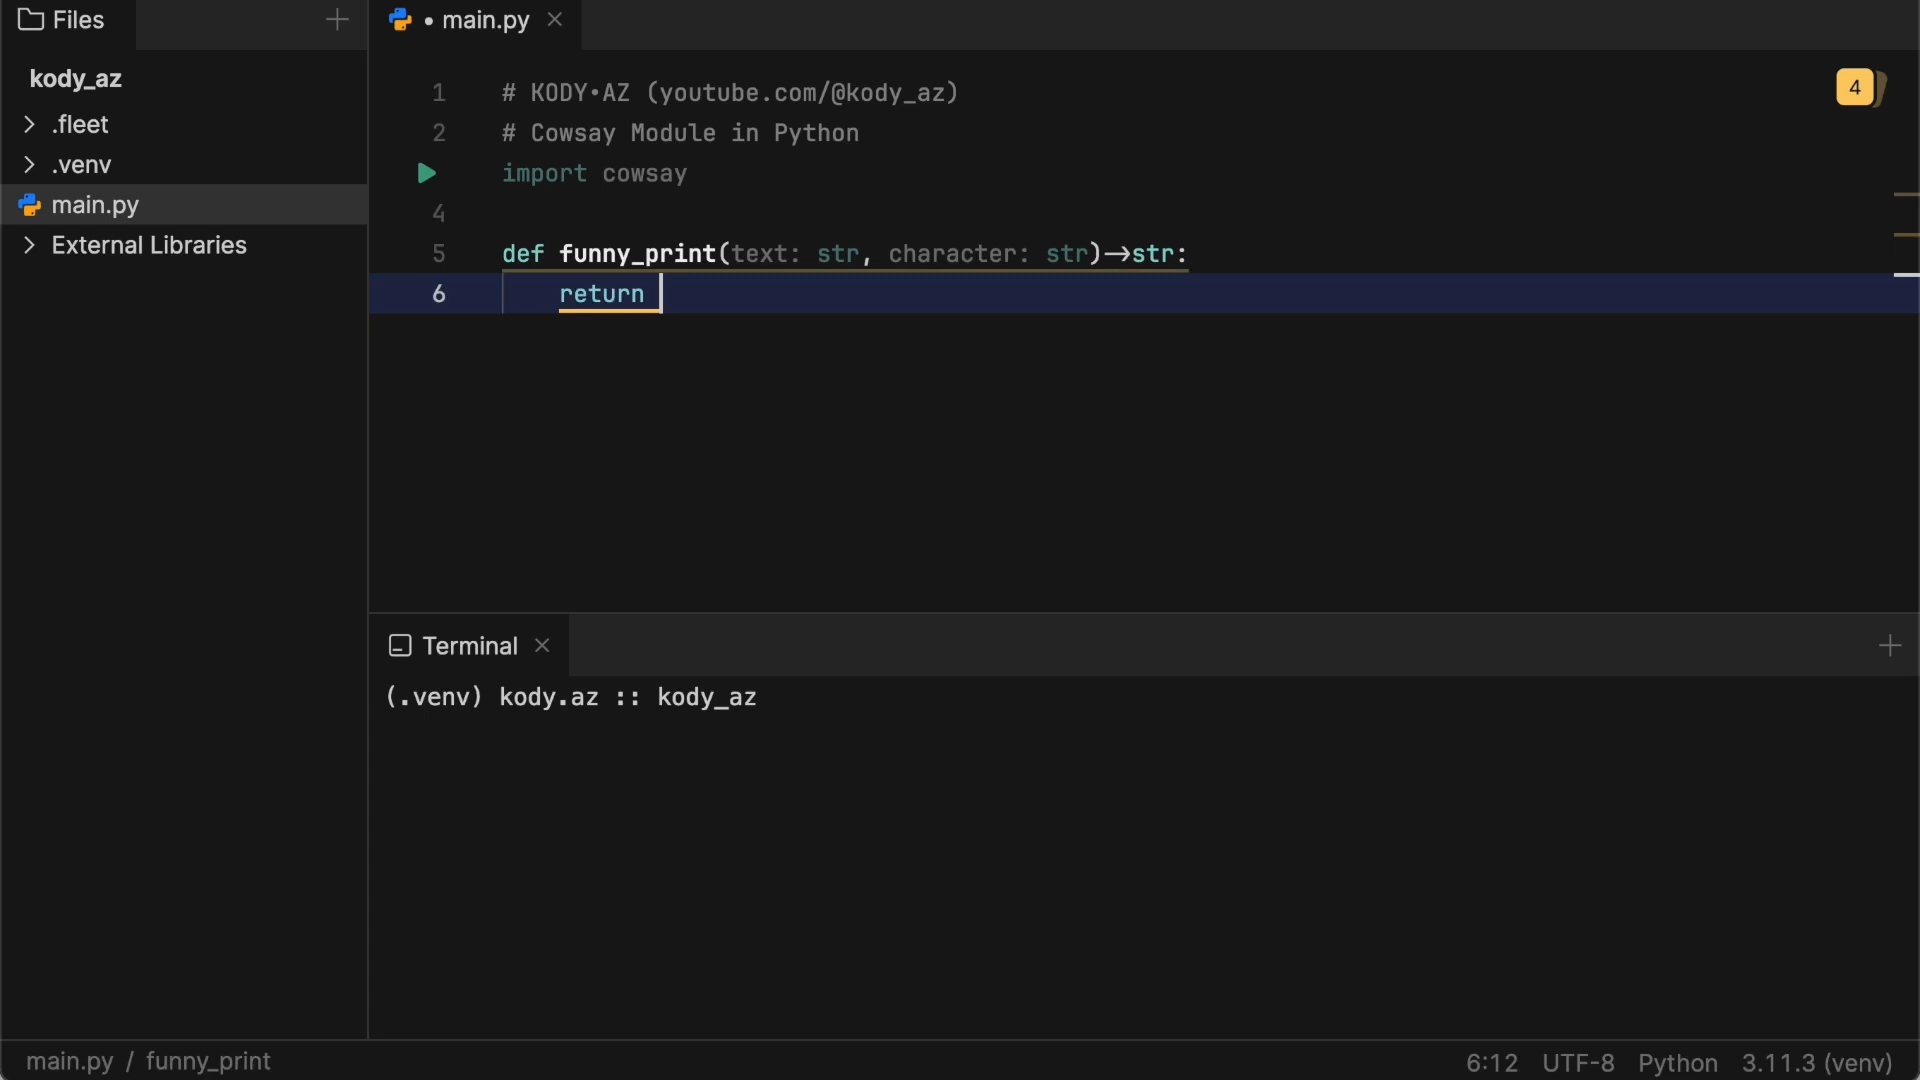 Files
• main.py
kody_az
.fleet
.venv
main.py
External Libraries
1 # KODY•AZ (youtube.com/@kody_az)
2 # Cowsay Module in Python
import cowsay
4
5 def funny_print(text: str, character: str)->str:
6 return
4
Terminal
(.venv) kody.az :: kody_az
main.py / funny_print
6:12 UTF-8 Python 3.11.3 (venv)